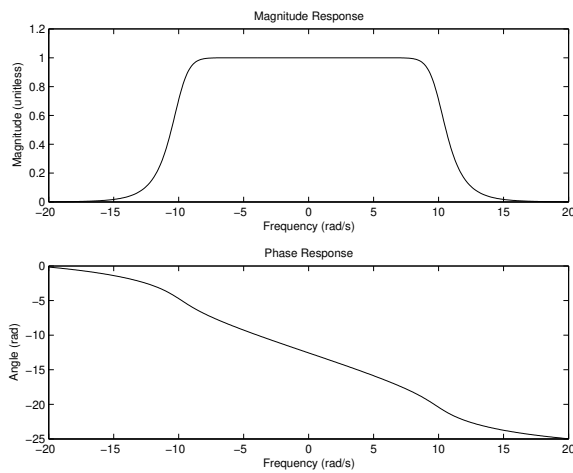 Magnitude Response
1.2
1
0.8
0.6
0.4
0.2
0
Magnitude (unitless)
−20 −15 −10 −5 0 5 10 15 20
Frequency (rad/s)
Phase Response
0
−5
−10
−15
−20
−25
Angle (rad)
−20 −15 −10 −5 0 5 10 15 20
Frequency (rad/s)